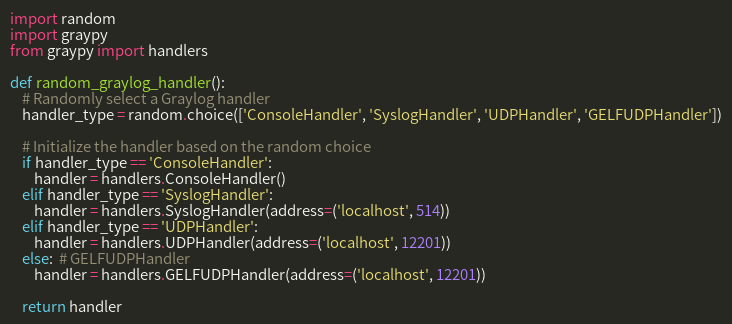 import random
import graypy
from graypy import handlers

def random_graylog_handler():
    # Randomly select a Graylog handler
    handler_type = random.choice(['ConsoleHandler', 'SyslogHandler', 'UDPHandler', 'GELFUDPHandler'])

    # Initialize the handler based on the random choice
    if handler_type == 'ConsoleHandler':
        handler = handlers.ConsoleHandler()
    elif handler_type == 'SyslogHandler':
        handler = handlers.SyslogHandler(address=('localhost', 514))
    elif handler_type == 'UDPHandler':
        handler = handlers.UDPHandler(address=('localhost', 12201))
    else:  # GELFUDPHandler
        handler = handlers.GELFUDPHandler(address=('localhost', 12201))

    return handler